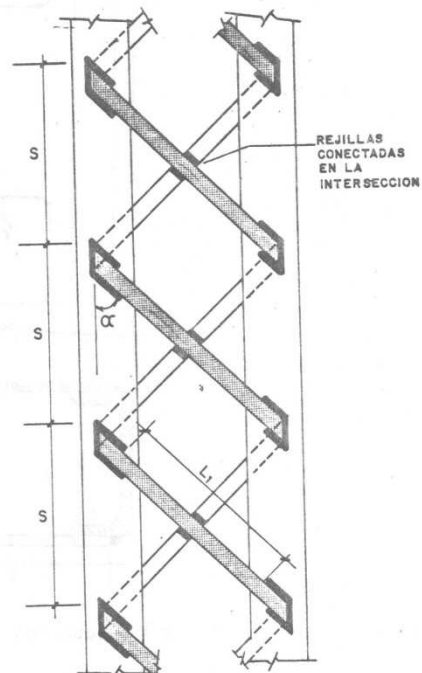 S
REJILLAS
CONECTADAS
EN LA
INTERSECCION
S
α
S
L₁